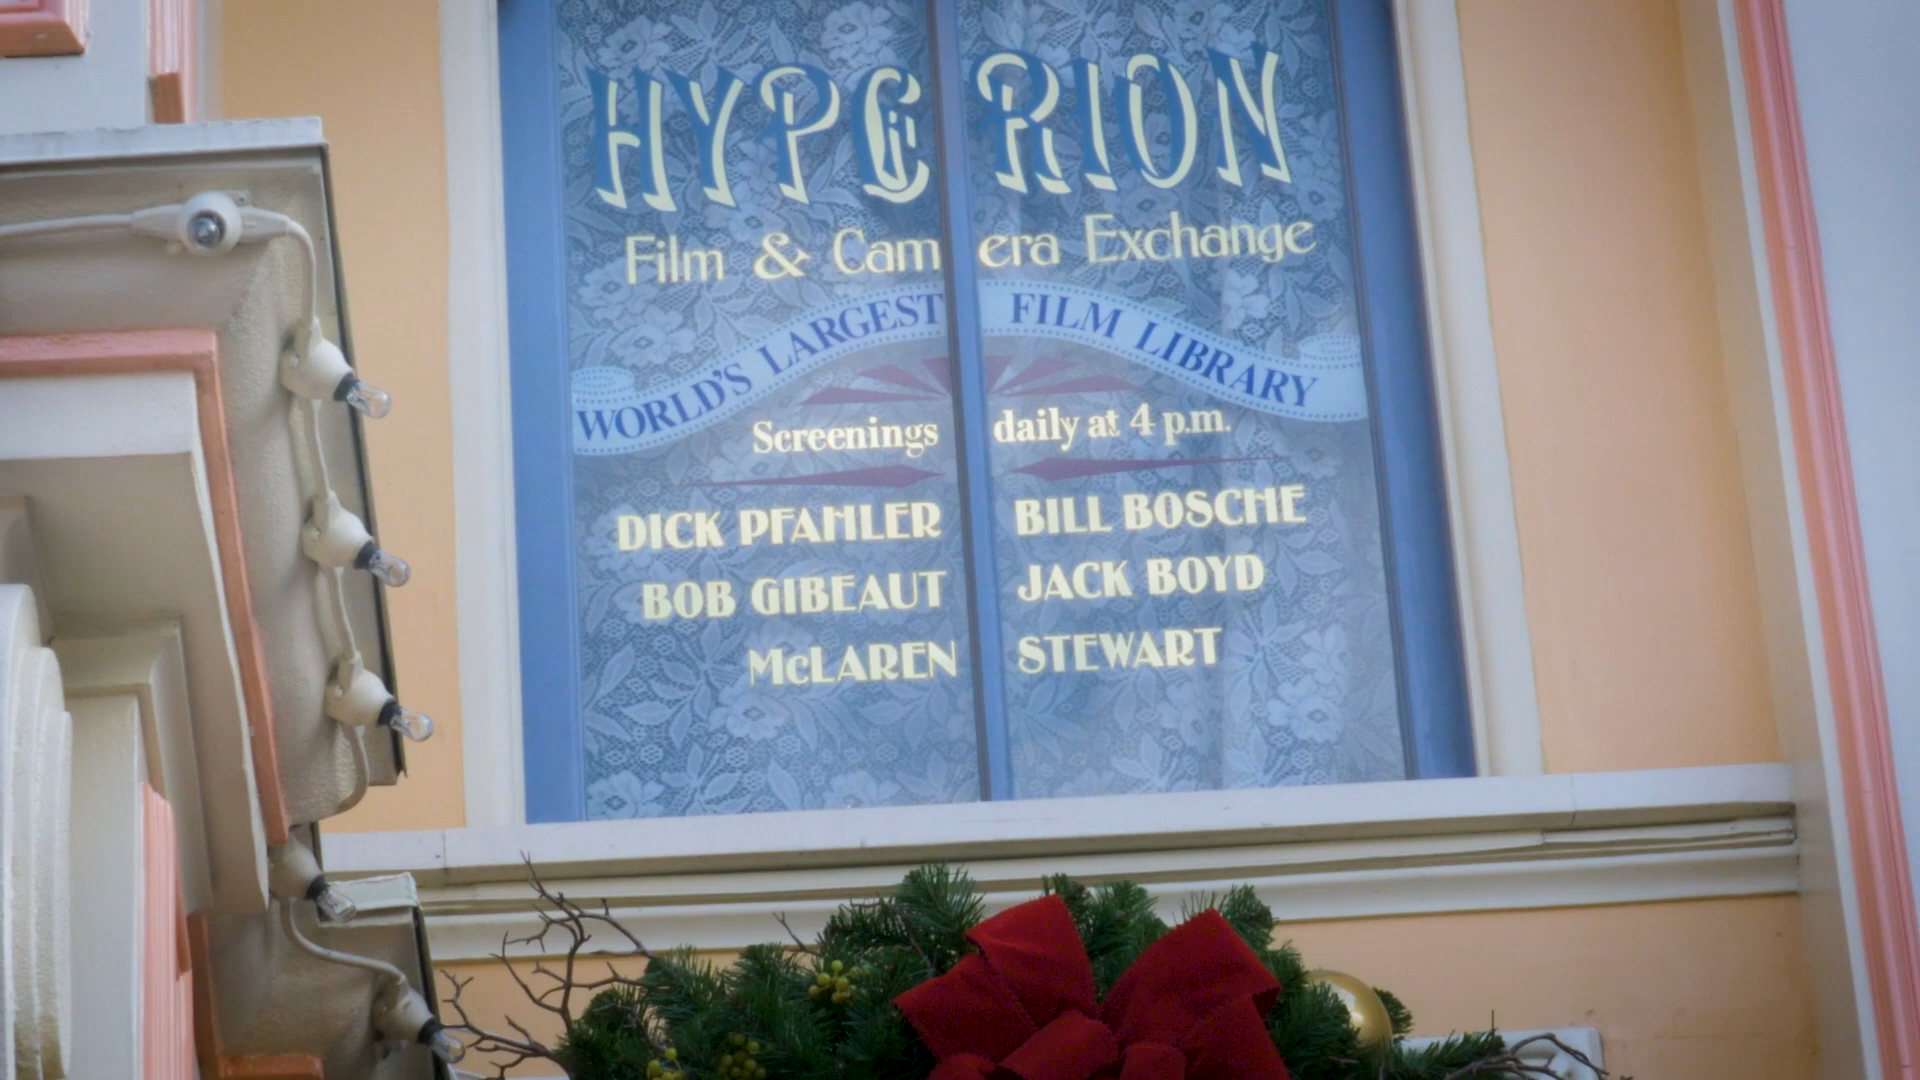 HYPERION
Film & Camera Exchange
WORLD'S LARGEST FILM LIBRARY
Screenings daily at 4 p.m.
DICK PFAHLER BILL BOSCHE
BOB GIBEAUT JACK BOYD
McLAREN STEWART